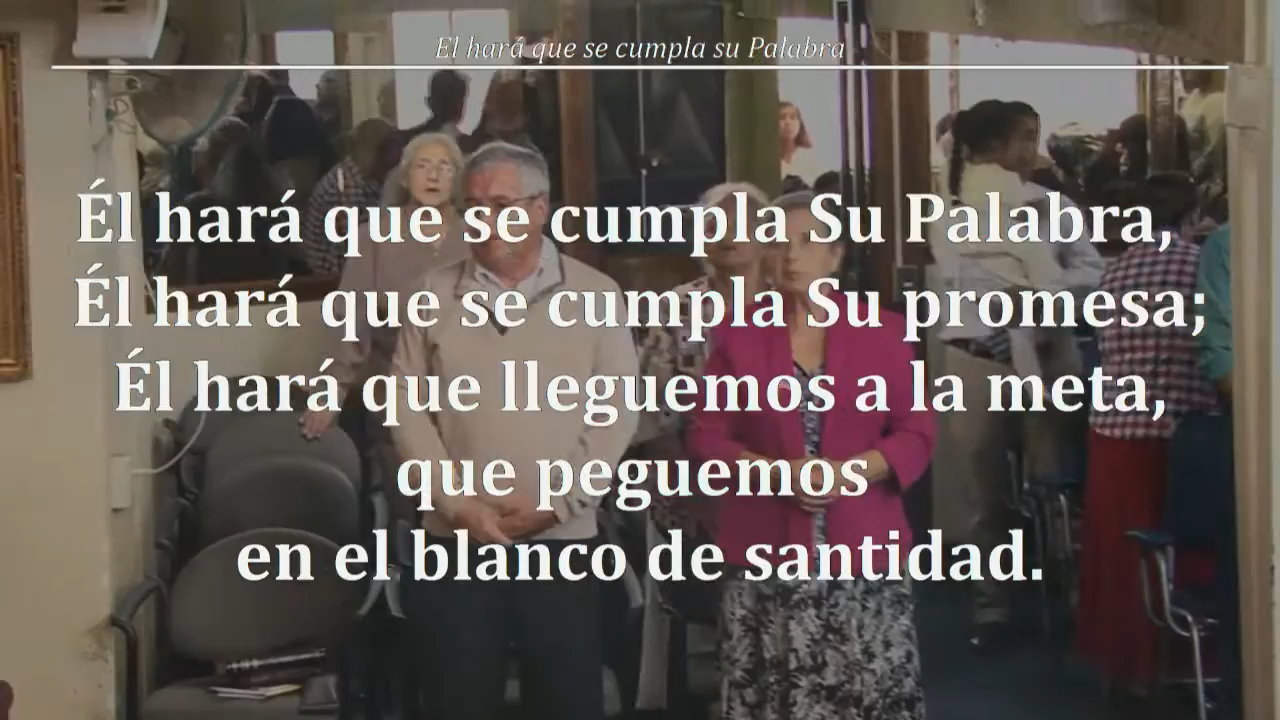 El hará que se cumpla su Palabra
Él hará que se cumpla Su Palabra,
Él hará que se cumpla Su promesa;
Él hará que lleguemos a la meta,
que peguemos
en el blanco de santidad.